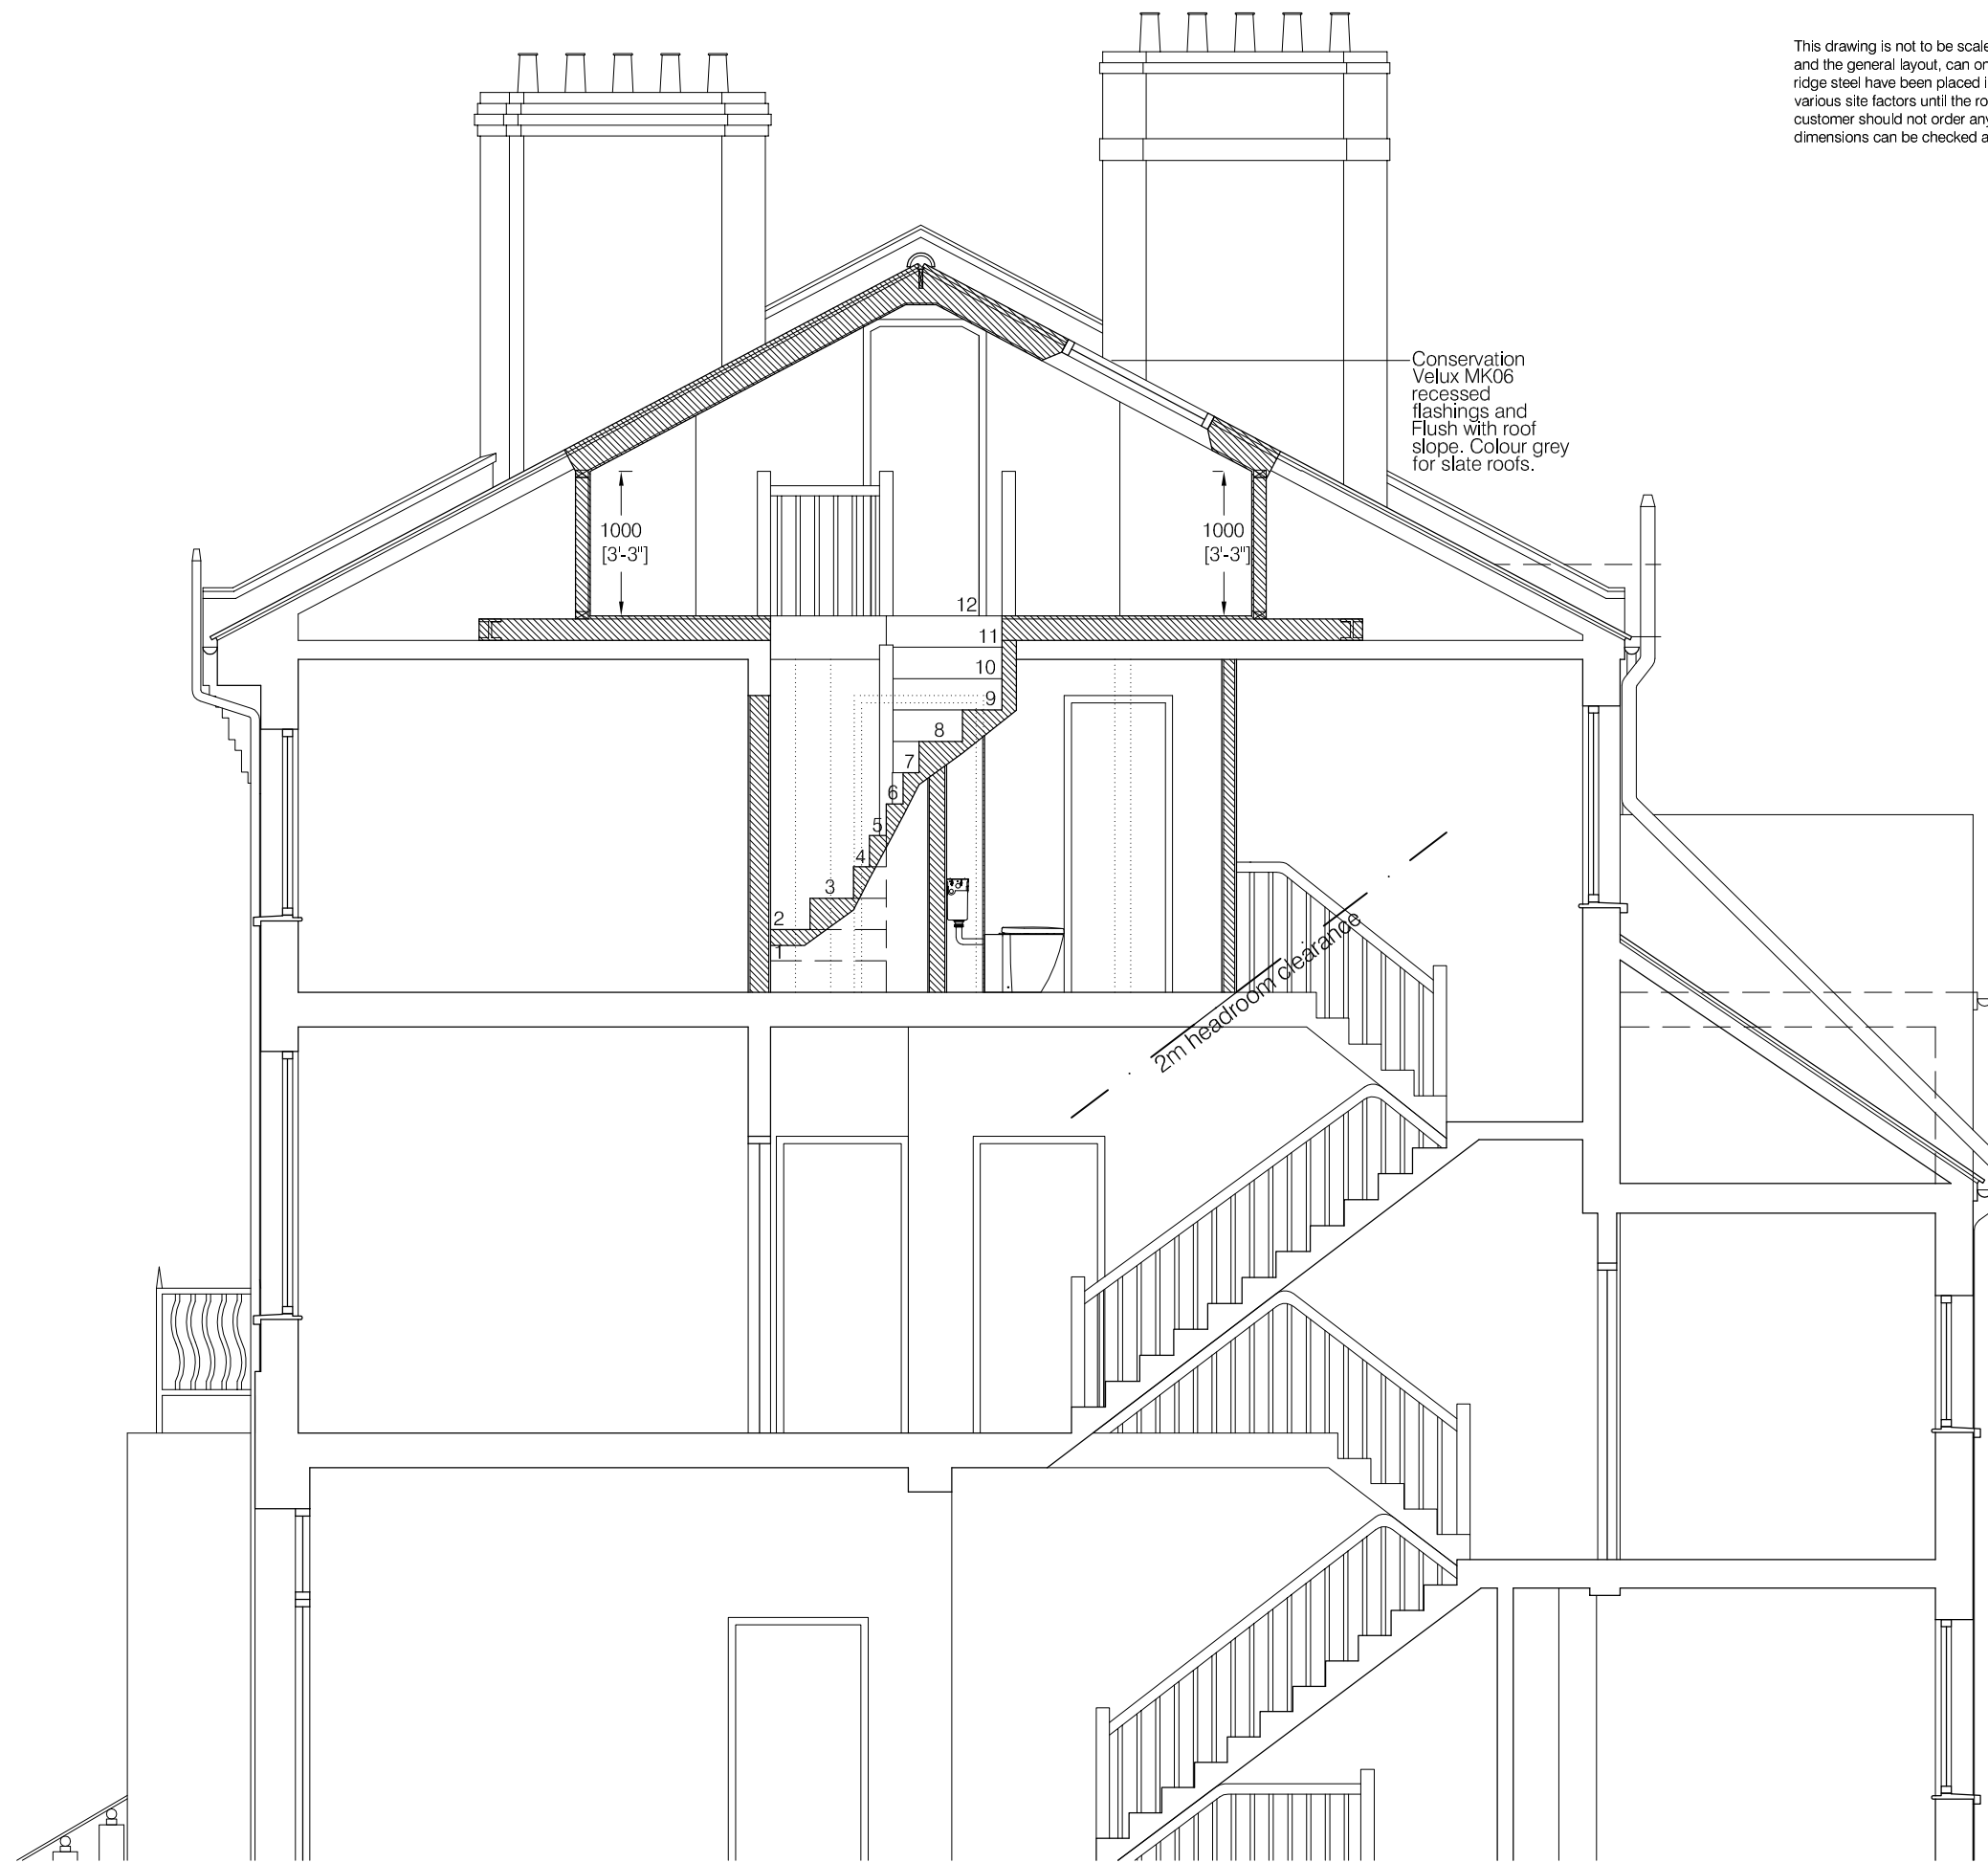 This drawing is not to be scale
and the general layout, can on
ridge steel have been placed i
various site factors until the ro
customer should not order any
dimensions can be checked a
Conservation
Velux MK06
recessed
flashings and
Flush with roof
slope. Colour grey
for slate roofs.
1000
[3'-3"]
1000
[3'-3"]
12
11
10
9
8
7
6
5
4
3
2
1
2m headroom clearance